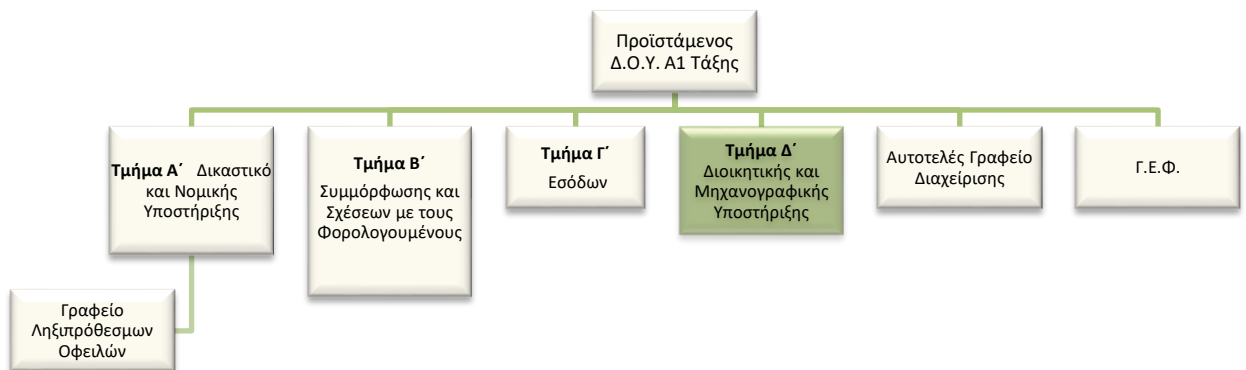 Προϊστάμενος
Δ.Ο.Υ. Α1 Τάξης
Τμήμα Α΄ Δικαστικό
και Νομικής
Υποστήριξης
Τμήμα Β΄
Συμμόρφωσης και
Σχέσεων με τους
Φορολογουμένους
Τμήμα Γ΄
Εσόδων
Τμήμα Δ΄
Διοικητικής και
Μηχανογραφικής
Υποστήριξης
Αυτοτελές Γραφείο
Διαχείρισης
Γ.Ε.Φ.
Γραφείο
Ληξιπρόθεσμων
Οφειλών